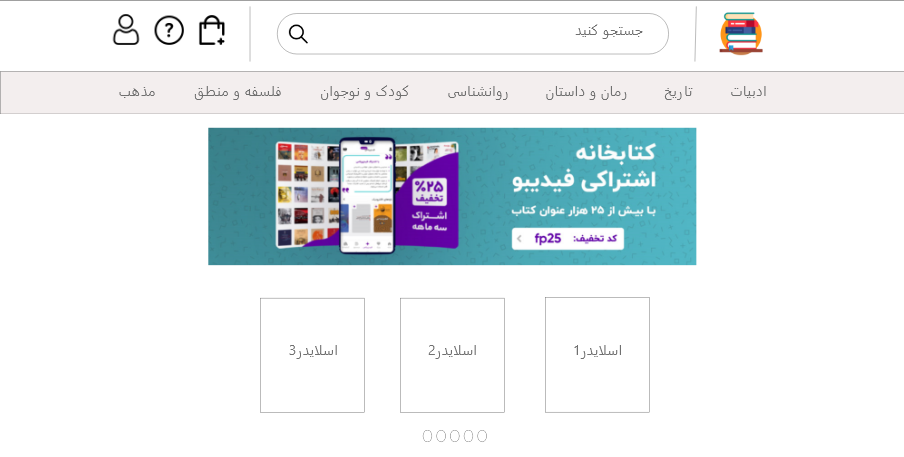 جستجو کنید
?
ادبیات
تاریخ
رمان و داستان
روانشناسی
کودک و نوجوان
فلسفه و منطق
مذهب
کتابخانه
اشتراکی فیدیبو
با بیش از ۲۵ هزار عنوان کتاب
کد تخفیف: fp25
%۲۵
تخفیف
اشتراک
سه ماهه
اسلایدر1
اسلایدر2
اسلایدر3